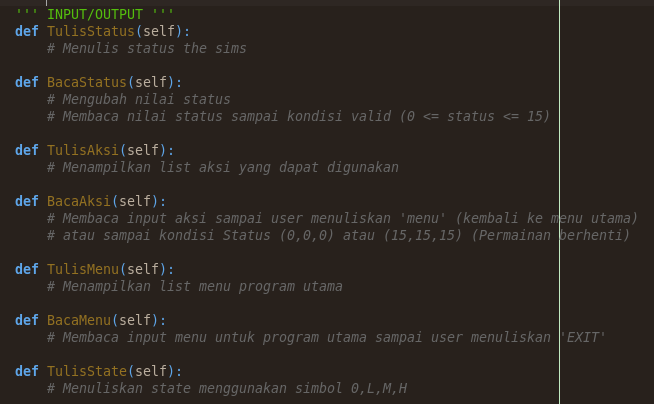 ''' INPUT/OUTPUT '''
def TulisStatus(self):
# Menulis status the sims
def BacaStatus(self):
# Mengubah nilai status
# Membaca nilai status sampai kondisi valid (0 <= status <= 15)
def TulisAksi(self):
# Menampilkan list aksi yang dapat digunakan
def BacaAksi(self):
# Membaca input aksi sampai user menuliskan 'menu' (kembali ke menu utama)
# atau sampai kondisi Status (0,0,0) atau (15,15,15) (Permainan berhenti)
def TulisMenu(self):
# Menampilkan list menu program utama
def BacaMenu(self):
# Membaca input menu untuk program utama sampai user menuliskan 'EXIT'
def TulisState(self):
# Menuliskan state menggunakan simbol 0,L,M,H